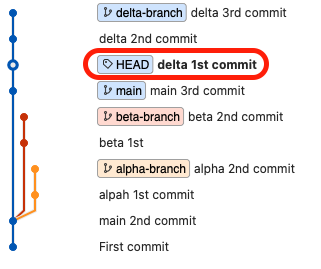 delta-branch delta 3rd commit
delta 2nd commit
HEAD delta 1st commit
main main 3rd commit
beta-branch beta 2nd commit
beta 1st
alpha-branch alpha 2nd commit
alpah 1st commit
main 2nd commit
First commit